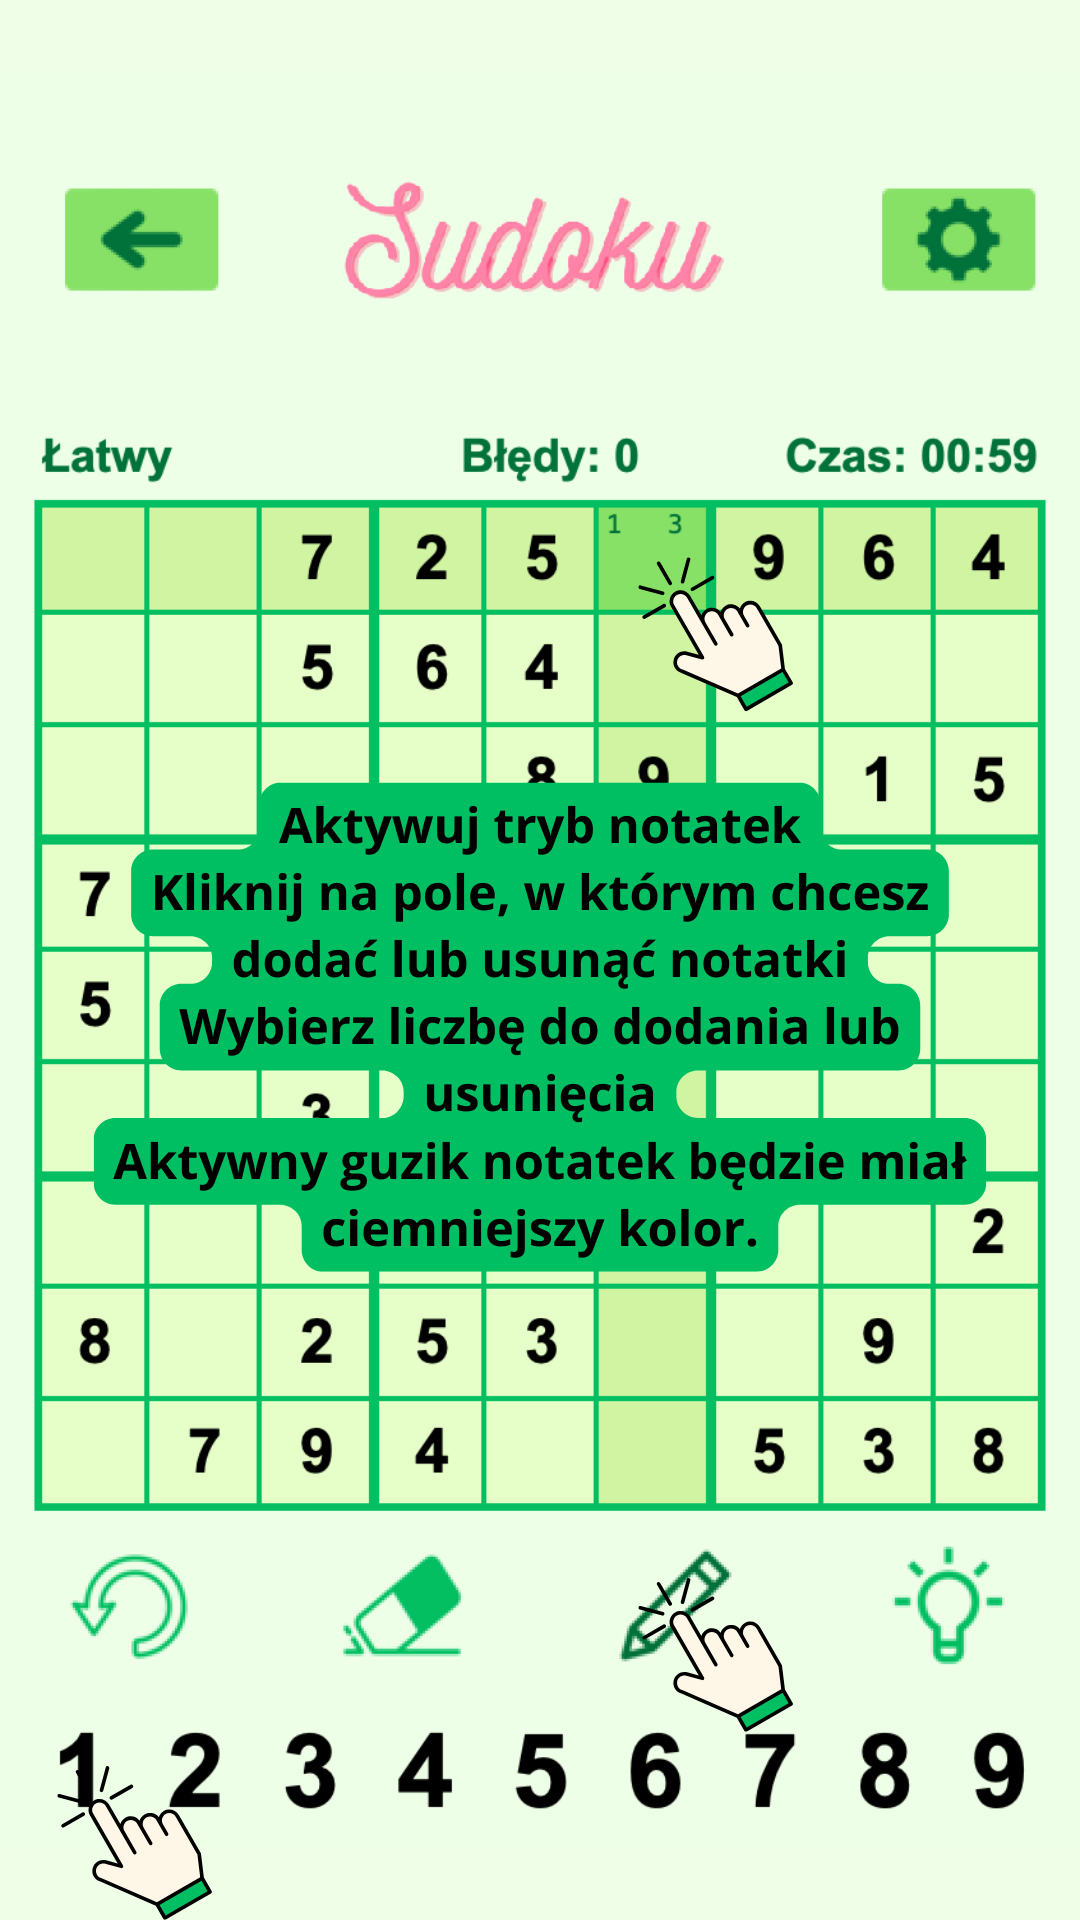 Sudoku
Łatwy Błędy: 0 Czas: 00:59
1 3
7 2 5 9 6 4
5 6 4
8 9 1 5
Aktywuj tryb notatek
7
Kliknij na pole, w którym chcesz
dodać lub usunąć notatki
5
Wybierz liczbę do dodania lub
usunięcia
3
Aktywny guzik notatek będzie miał
ciemniejszy kolor.
2
8 2 5 3 9
7 9 4 5 3 8
1 2 3 4 5 6 7 8 9